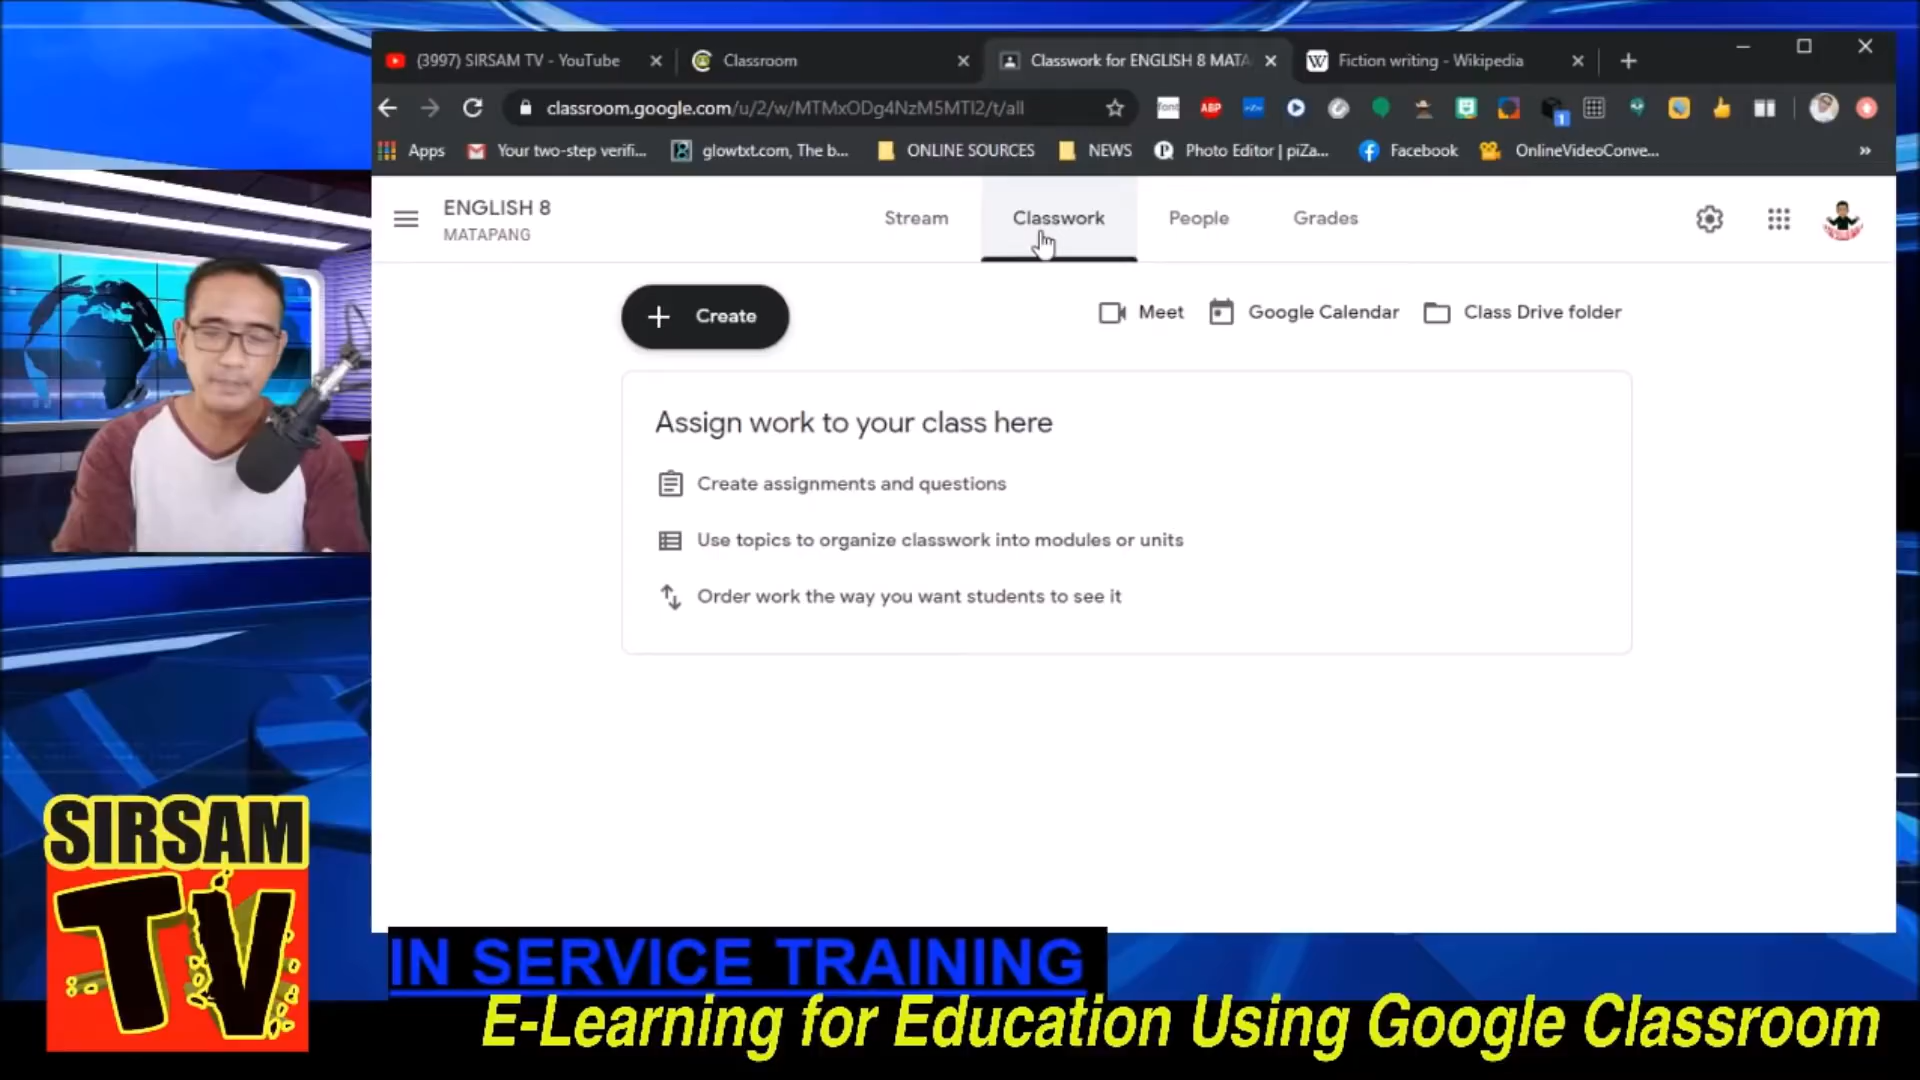 (3997) SIRSAM TV - YouTube
Classroom
Classwork for ENGLISH 8 MATA
Fiction writing - Wikipedia
classroom.google.com/u/2/w/MTMxODg4NzM5MTI2/t/all
font
ABP
1
Apps
Your two-step verifi...
glowtxt.com, The b...
ONLINE SOURCES
NEWS
Photo Editor | piZa...
Facebook
OnlineVideoConve...
»
ENGLISH 8
MATAPANG
Stream
Classwork
People
Grades
Create
Meet
Google Calendar
Class Drive folder
Assign work to your class here
Create assignments and questions
Use topics to organize classwork into modules or units
Order work the way you want students to see it
SIRSAM
TV
IN SERVICE TRAINING
E-Learning for Education Using Google Classroom